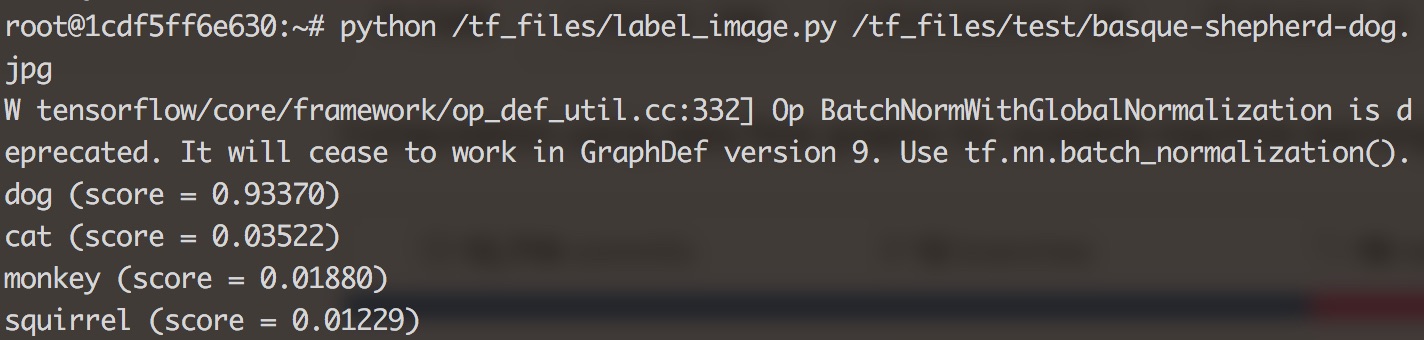 root@1cdf5ff6e630:~# python /tf_files/label_image.py /tf_files/test/basque-shepherd-dog.
jpg
W tensorflow/core/framework/op_def_util.cc:332] Op BatchNormWithGlobalNormalization is d
eprecated. It will cease to work in GraphDef version 9. Use tf.nn.batch_normalization().
dog (score = 0.93370)
cat (score = 0.03522)
monkey (score = 0.01880)
squirrel (score = 0.01229)